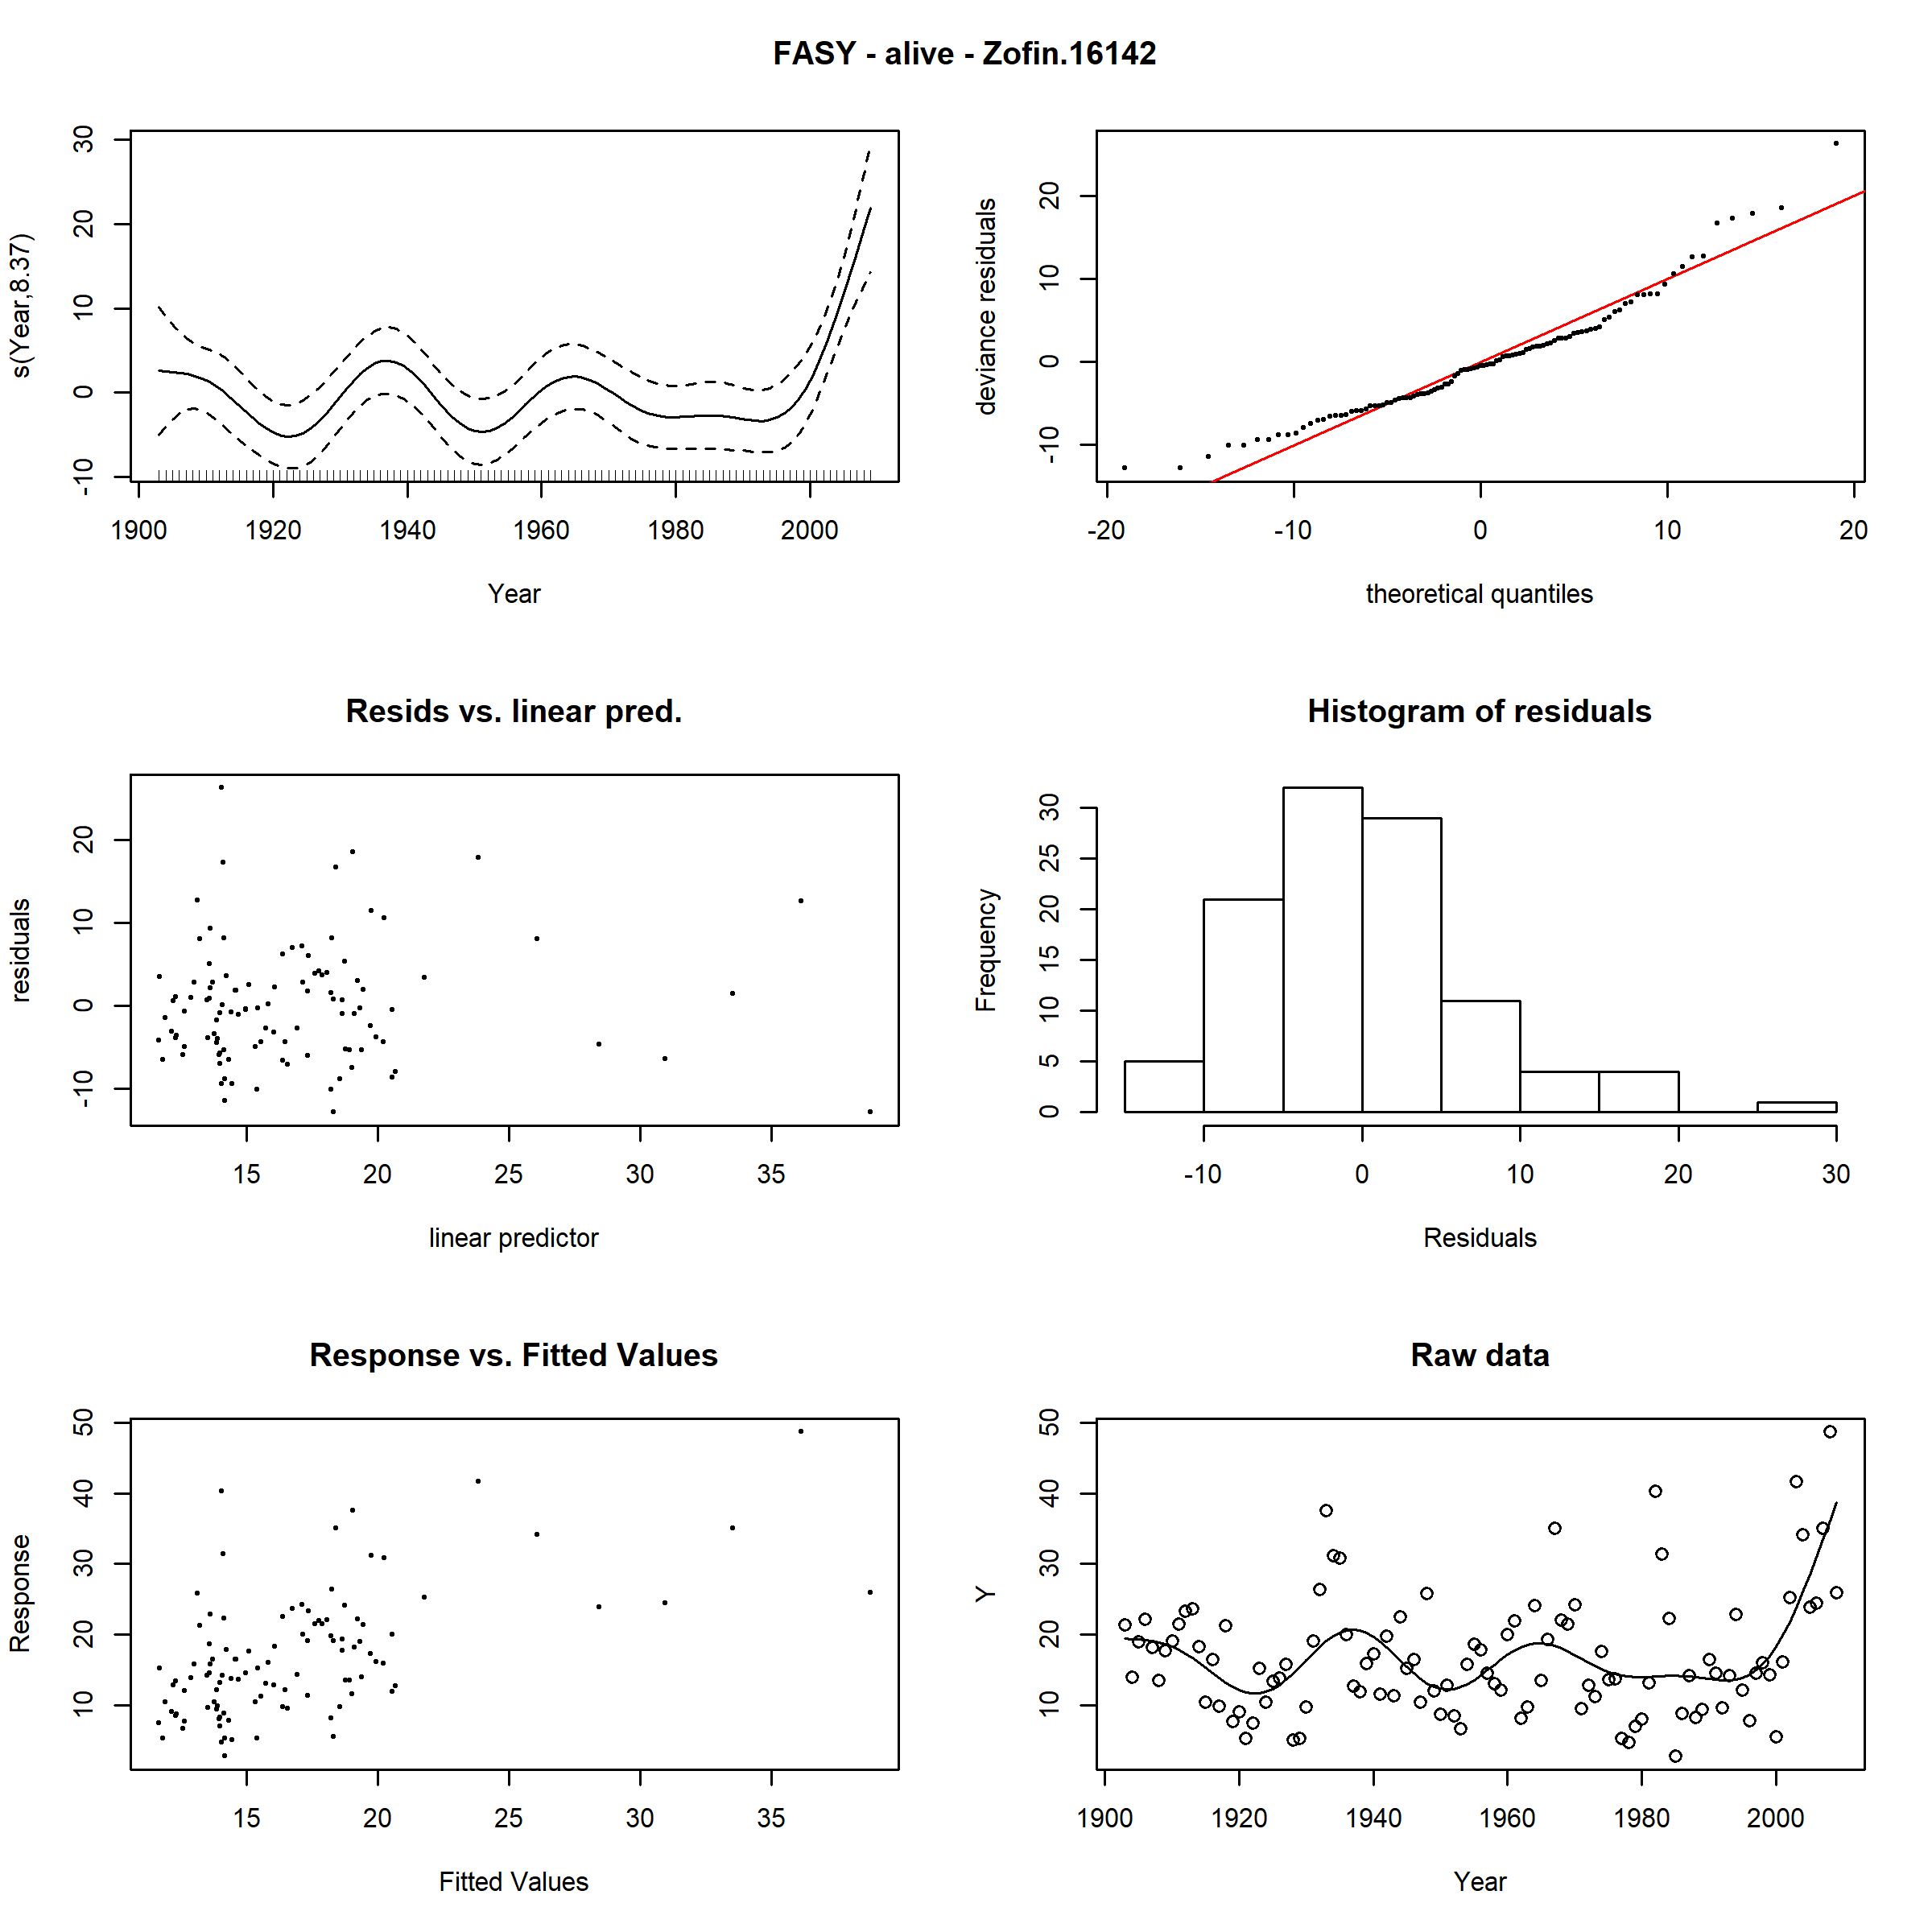 FASY - alive - Zofin.16142
s(Year,8.37)
30
20
10
0
-10
1900 1920 1940 1960 1980 2000
Year
deviance residuals
20
10
0
-10
-20 -10 0 10 20
theoretical quantiles
Resids vs. linear pred.
residuals
20
10
0
-10
15 20 25 30 35
linear predictor
Histogram of residuals
Frequency
30
25
20
15
10
5
0
-10 0 10 20 30
Residuals
Response vs. Fitted Values
Response
50
40
30
20
10
15 20 25 30 35
Fitted Values
Raw data
Y
50
40
30
20
10
1900 1920 1940 1960 1980 2000
Year